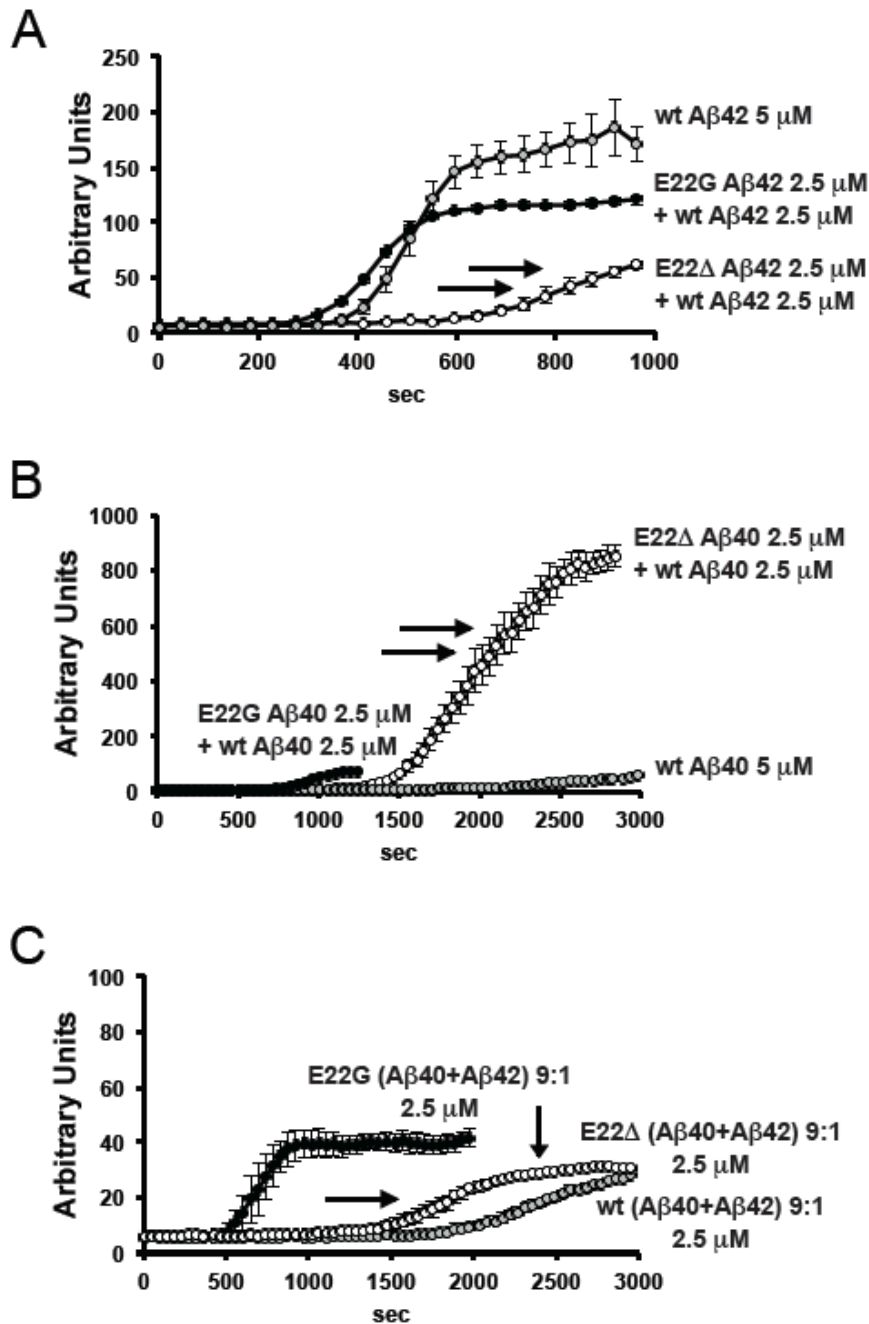 A
250
200
150
100
50
0
Arbitrary Units
0 200 400 600 800 1000
sec
wt Aβ42 5 μM
E22G Aβ42 2.5 μM
+ wt Aβ42 2.5 μM
E22Δ Aβ42 2.5 μM
+ wt Aβ42 2.5 μM
B
1000
800
600
400
200
0
Arbitrary Units
0 500 1000 1500 2000 2500 3000
sec
E22Δ Aβ40 2.5 μM
+ wt Aβ40 2.5 μM
E22G Aβ40 2.5 μM
+ wt Aβ40 2.5 μM
wt Aβ40 5 μM
C
100
80
60
40
20
0
Arbitrary Units
0 500 1000 1500 2000 2500 3000
sec
E22G (Aβ40+Aβ42) 9:1
2.5 μM
E22Δ (Aβ40+Aβ42) 9:1
2.5 μM
wt (Aβ40+Aβ42) 9:1
2.5 μM